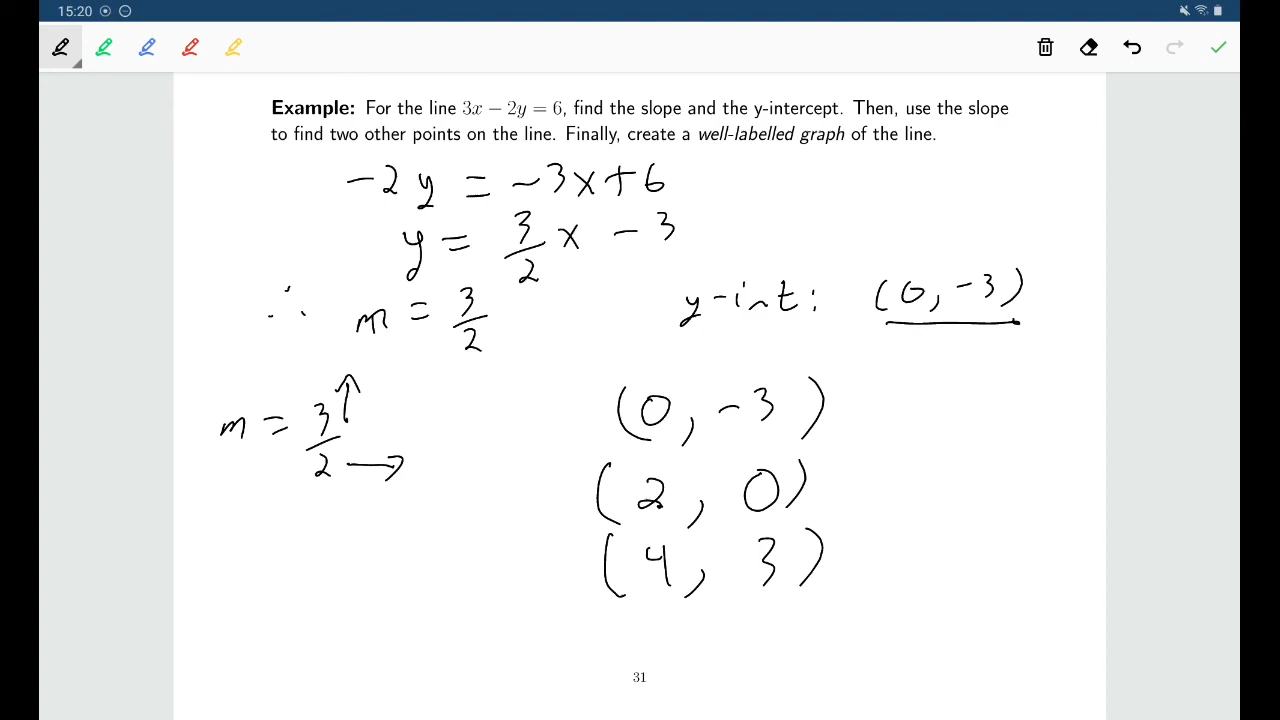 15:20
Example: For the line 3x − 2y = 6, find the slope and the y-intercept. Then, use the slope
to find two other points on the line. Finally, create a well-labelled graph of the line.
-2y = -3x+6
y = 3/2 x - 3
∴ m = 3/2 y-int: (0, -3)
m = 3↑/2→
(0, -3)
(2, 0)
(4, 3)
31